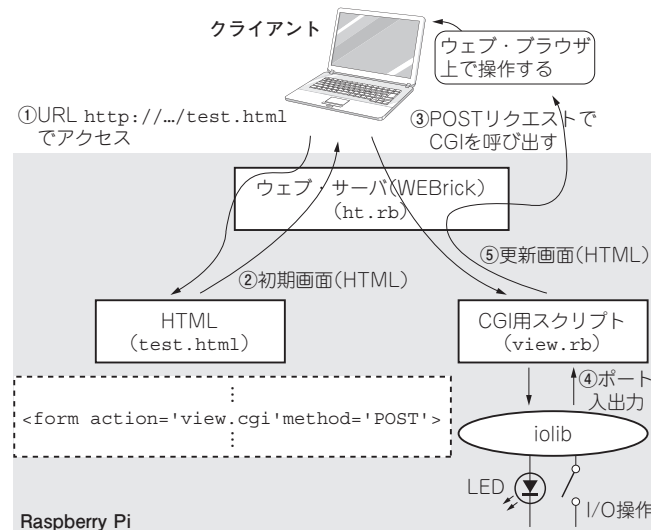 クライアント
ウェブ・ブラウザ
上で操作する
①URL http://…/test.html
でアクセス
③POSTリクエストで
CGIを呼び出す
ウェブ・サーバ(WEBrick)
(ht.rb)
②初期画面(HTML)
⑤更新画面(HTML)
HTML
(test.html)
CGI用スクリプト
(view.rb)
④ポート
入出力
⋮
<form action='view.cgi'method='POST'>
⋮
iolib
LED
I/O操作
Raspberry Pi